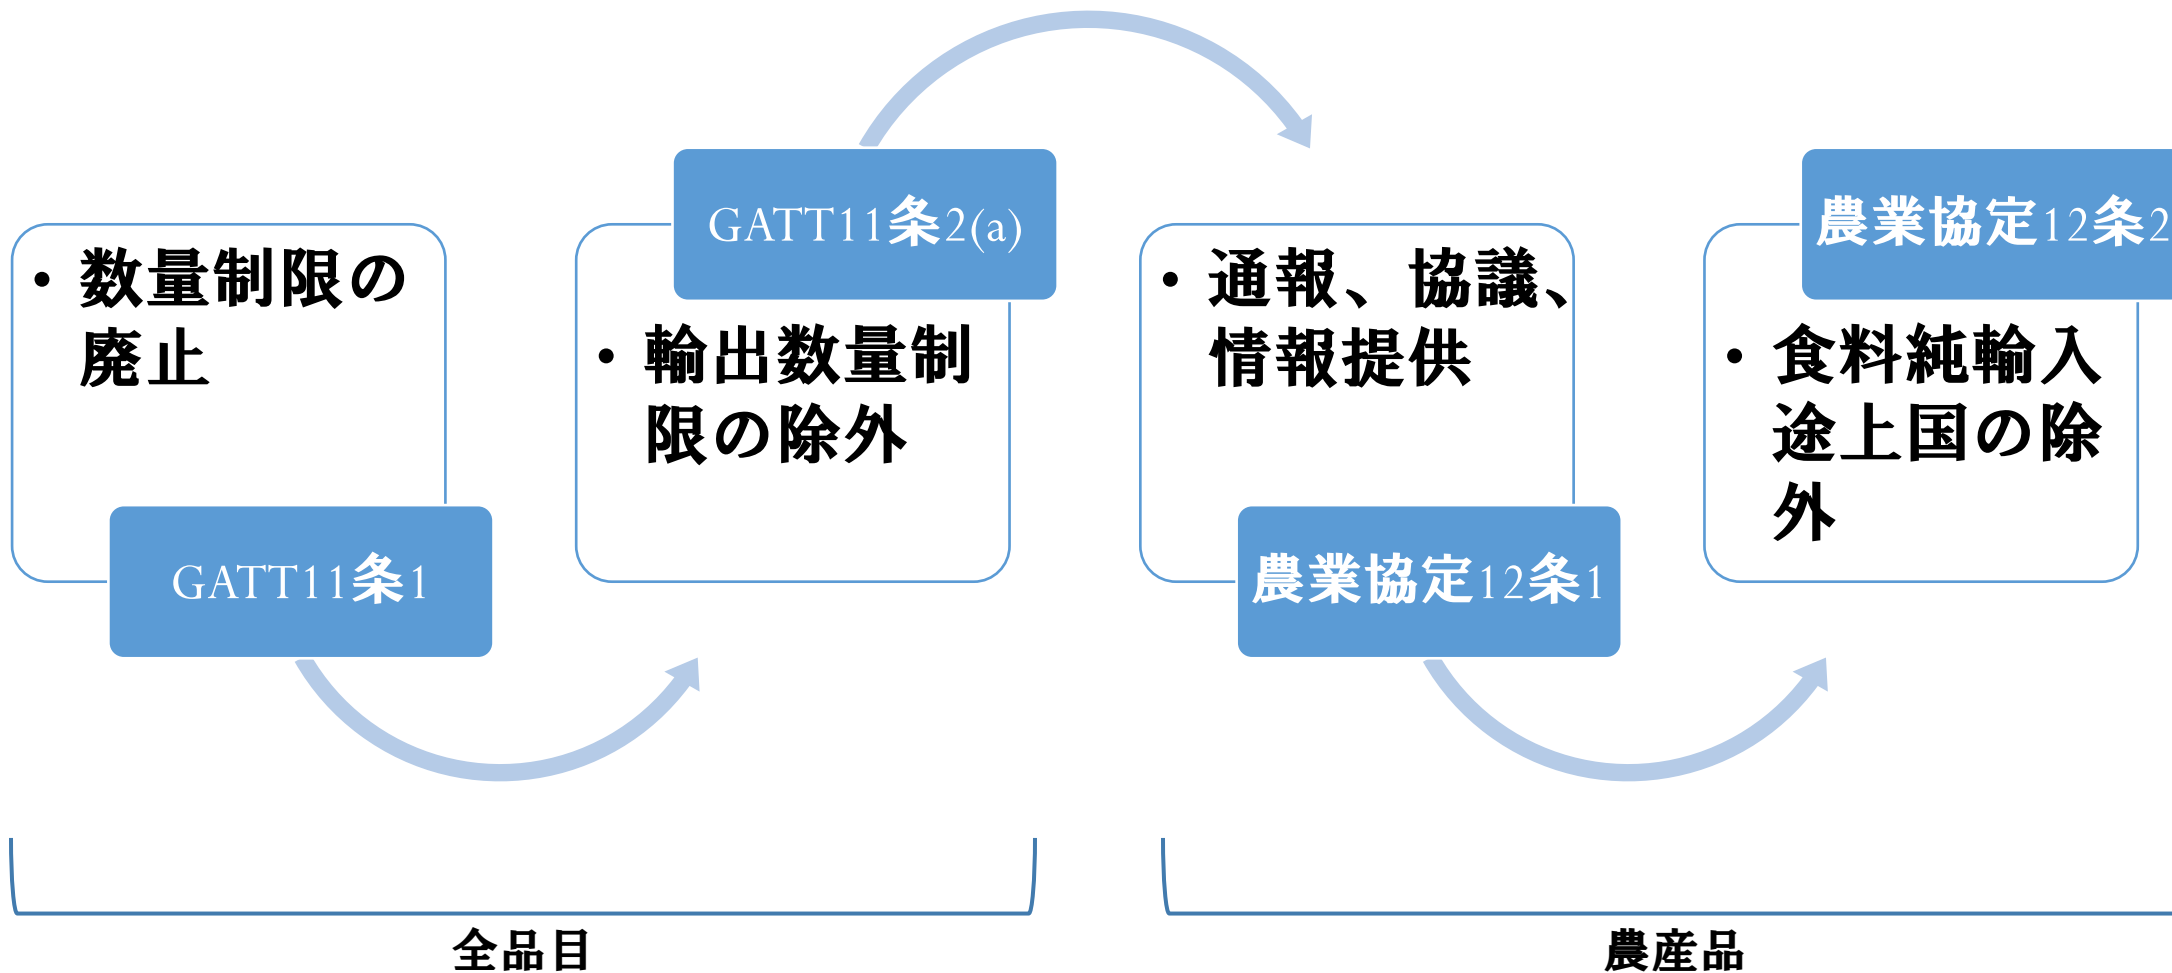 • 数量制限の
廃止
GATT11条1
GATT11条2(a)
• 輸出数量制
限の除外
• 通報、協議、
情報提供
農業協定12条1
農業協定12条2
• 食料純輸入
途上国の除
外
全品目
農産品